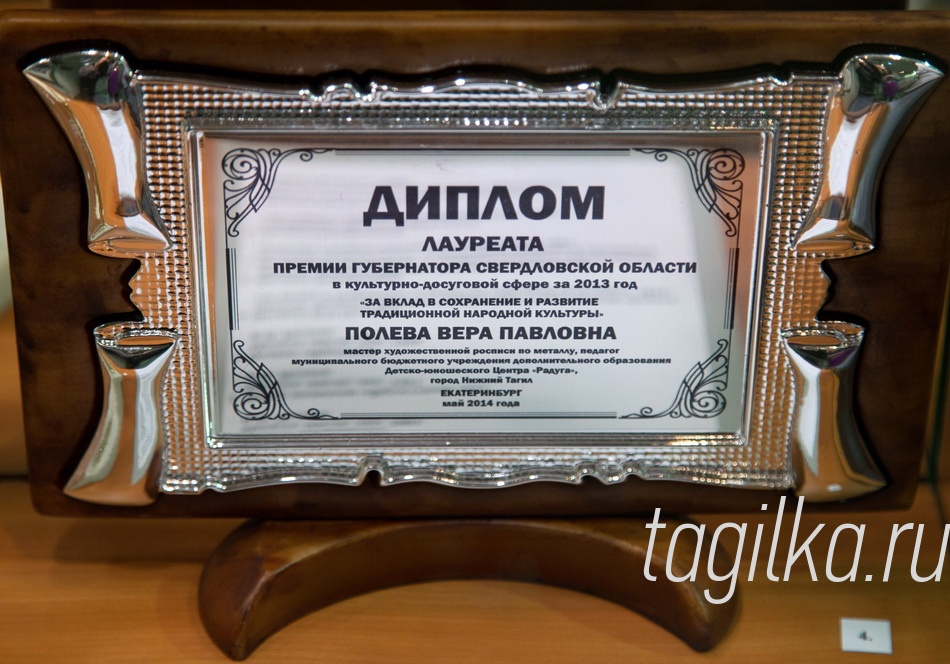 ДИПЛОМ
ЛАУРЕАТА
ПРЕМИИ ГУБЕРНАТОРА СВЕРДЛОВСКОЙ ОБЛАСТИ
в культурно-досуговой сфере за 2013 год
«ЗА ВКЛАД В СОХРАНЕНИЕ И РАЗВИТИЕ
ТРАДИЦИОННОЙ НАРОДНОЙ КУЛЬТУРЫ»
ПОЛЕВА ВЕРА ПАВЛОВНА
мастер художественной росписи по металлу, педагог
муниципального бюджетного учреждения дополнительного образования
Детско-юношеского Центра «Радуга»,
город Нижний Тагил
ЕКАТЕРИНБУРГ
май 2014 года
tagilka.ru
4.